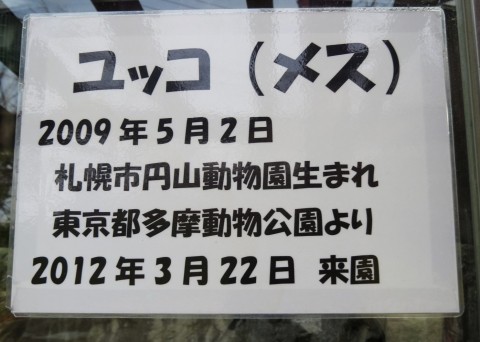 ユッコ（メス）
2009年5月2日
札幌市円山動物園生まれ
東京都多摩動物公園より
2012年3月22日 来園